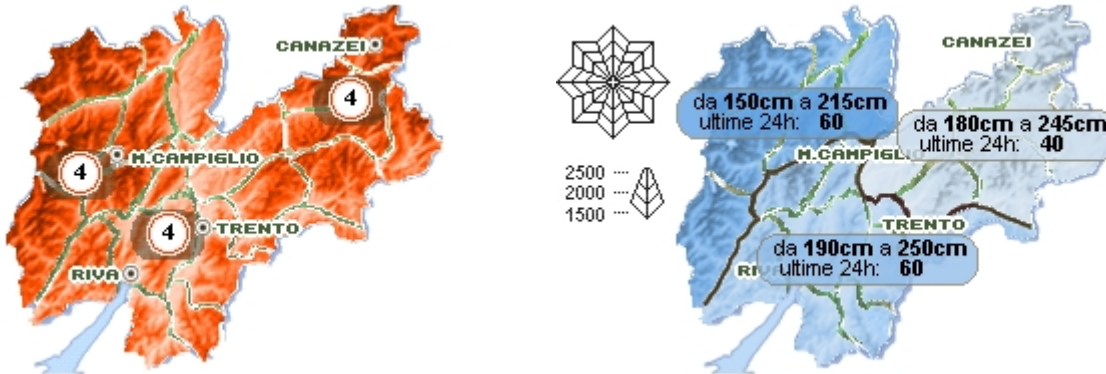 CANAZEI
4
M.CAMPIGLIO
4
4
TRENTO
RIVA
CANAZEI
da 150cm a 215cm
ultime 24h: 60
da 180cm a 245cm
ultime 24h: 40
M.CAMPIGLIO
2500
2000
1500
TRENTO
da 190cm a 250cm
ultime 24h: 60
RI